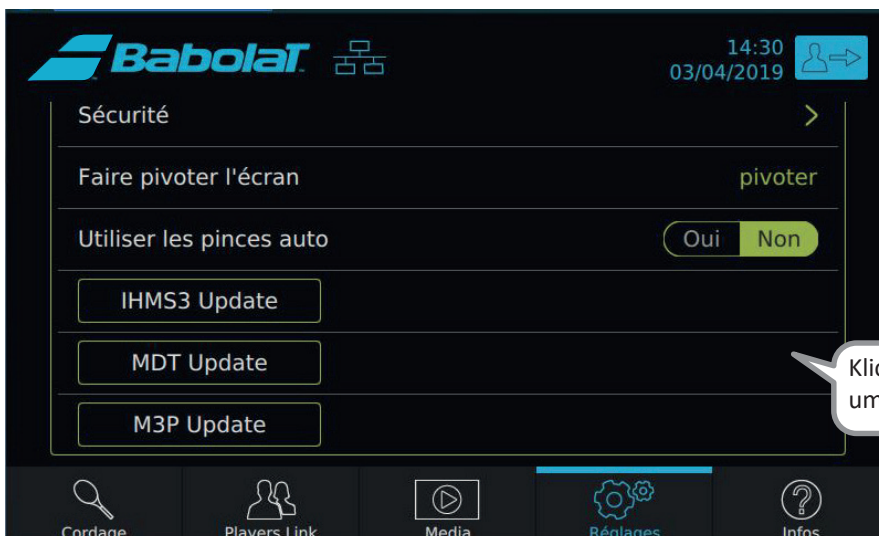 Babolat
14:30
03/04/2019
Sécurité
Faire pivoter l'écran pivoter
Utiliser les pinces auto Oui Non
IHMS3 Update
MDT Update
M3P Update
um
Cordage Players Link Media Réglages Infos